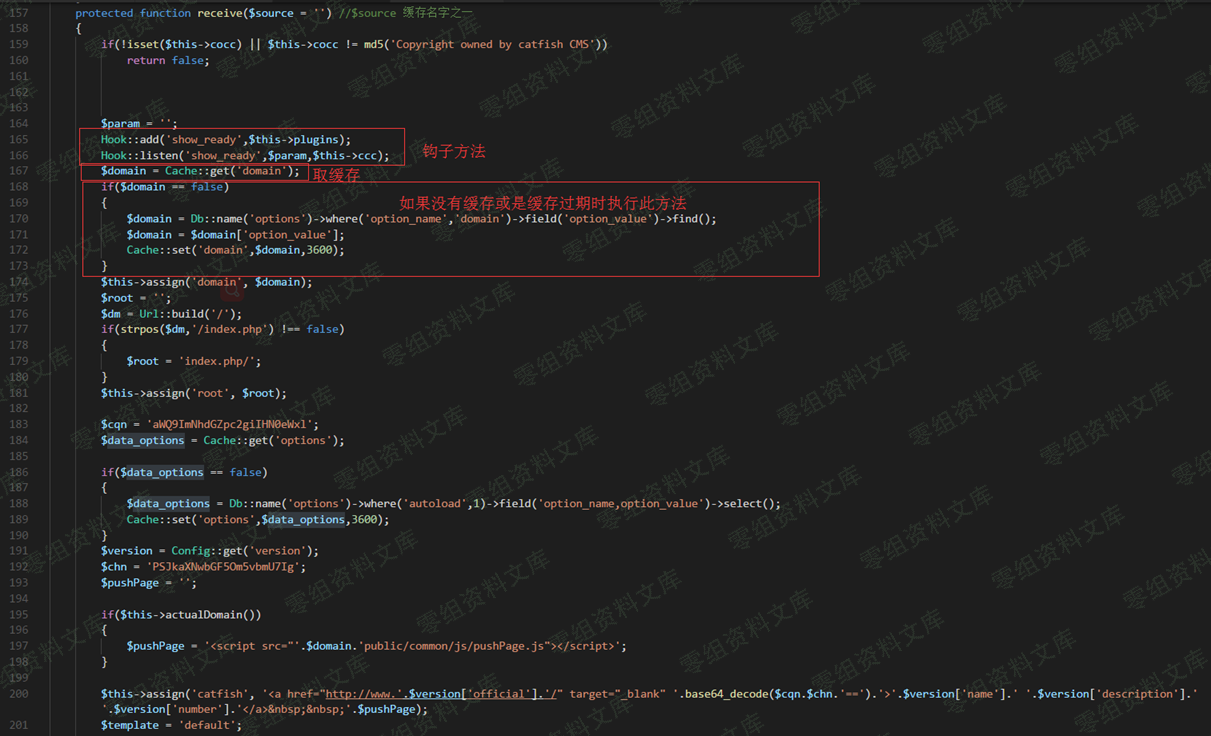 157 protected function receive($source = '') //$source 缓存名字之一
158 {
159 if(!isset($this->cocc) || $this->cocc != md5('Copyright owned by catfish CMS'))
160 return false;
161
162
163
164 $param = '';
165 Hook::add('show_ready',$this->plugins);
166 Hook::listen('show_ready',$param,$this->ccc); 钩子方法
167 $domain = Cache::get('domain'); 取缓存
168 if($domain == false)
169 { 如果没有缓存或是缓存过期时执行此方法
170 $domain = Db::name('options')->where('option_name','domain')->field('option_value')->find();
171 $domain = $domain['option_value'];
172 Cache::set('domain',$domain,3600);
173 }
174 $this->assign('domain', $domain);
175 $root = '';
176 $dm = Url::build('/');
177 if(strpos($dm,'/index.php') !== false)
178 {
179 $root = 'index.php/';
180 }
181 $this->assign('root', $root);
182
183 $cqn = 'aWQ9ImNhdGZpc2giIHN0eWxl';
184 $data_options = Cache::get('options');
185
186 if($data_options == false)
187 {
188 $data_options = Db::name('options')->where('autoload',1)->field('option_name,option_value')->select();
189 Cache::set('options',$data_options,3600);
190 }
191 $version = Config::get('version');
192 $chn = 'PSJkaXNwbGF5Om5vbmU7Ig';
193 $pushPage = '';
194
195 if($this->actualDomain())
196 {
197 $pushPage = '<script src="'.$domain.'public/common/js/pushPage.js"></script>';
198 }
199
200 $this->assign('catfish', '<a href="http://www.'.$version['official'].'/" target="_blank" '.base64_decode($cqn.$chn.'==').'>'.$version['name'].' '.$version['description'].'
'.$version['number'].'</a>&nbsp;&nbsp;'.$pushPage);
201 $template = 'default';
零组资料文库